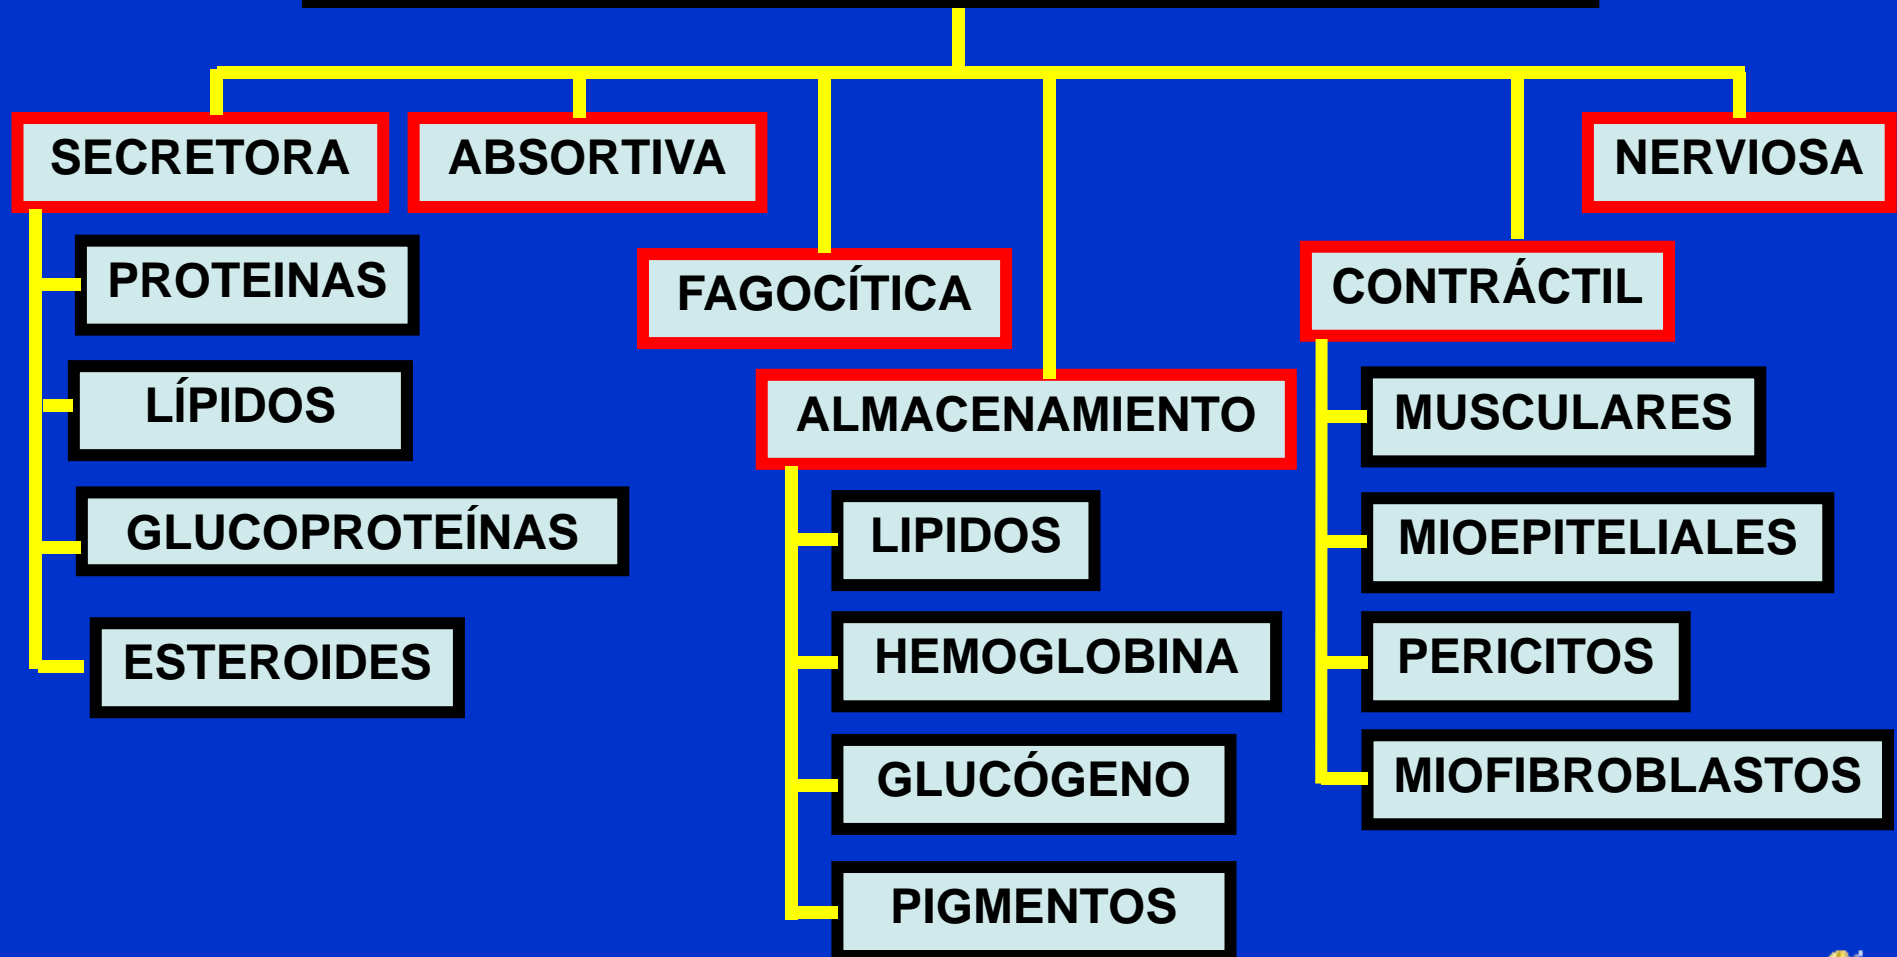 SECRETORA
PROTEINAS
LÍPIDOS
GLUCOPROTEÍNAS
ESTEROIDES
ABSORTIVA
FAGOCÍTICA
ALMACENAMIENTO
LIPIDOS
HEMOGLOBINA
GLUCÓGENO
PIGMENTOS
CONTRÁCTIL
MUSCULARES
MIOEPITELIALES
PERICITOS
MIOFIBROBLASTOS
NERVIOSA